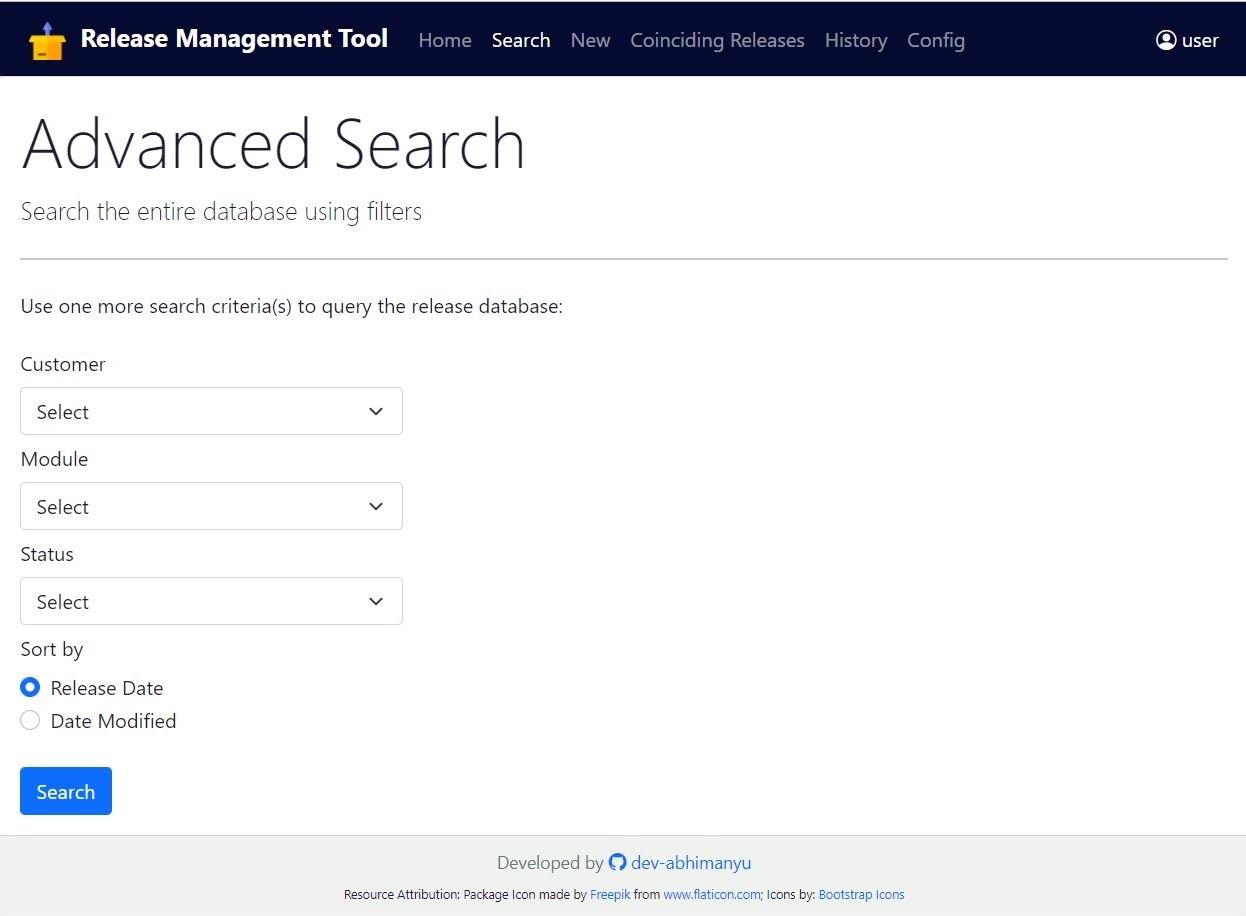 Release Management Tool Home Search New Coinciding Releases History Config user
Advanced Search
Search the entire database using filters
Use one more search criteria(s) to query the release database:
Customer
Select
Module
Select
Status
Select
Sort by
Release Date
Date Modified
Search
Developed by dev-abhimanyu
Resource Attribution: Package Icon made by Freepik from www.flaticon.com; Icons by: Bootstrap Icons